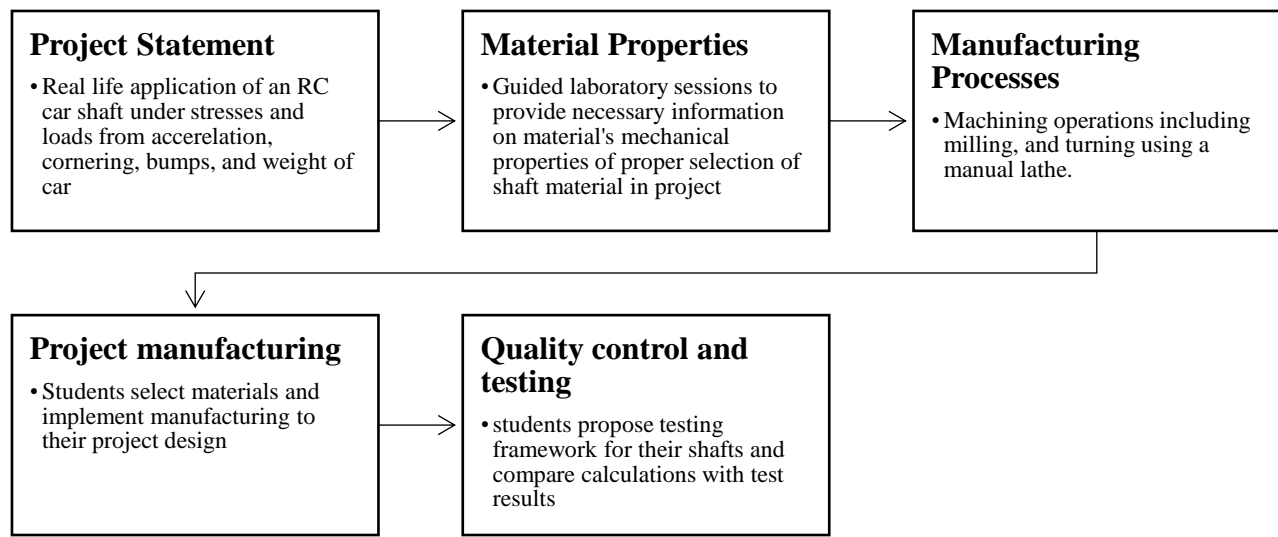 Project Statement
• Real life application of an RC
car shaft under stresses and
loads from accerelation,
cornering, bumps, and weight of
car
Material Properties
• Guided laboratory sessions to
provide necessary information
on material's mechanical
properties of proper selection of
shaft material in project
Manufacturing
Processes
• Machining operations including
milling, and turning using a
manual lathe.
Project manufacturing
• Students select materials and
implement manufacturing to
their project design
Quality control and
testing
• students propose testing
framework for their shafts and
compare calculations with test
results